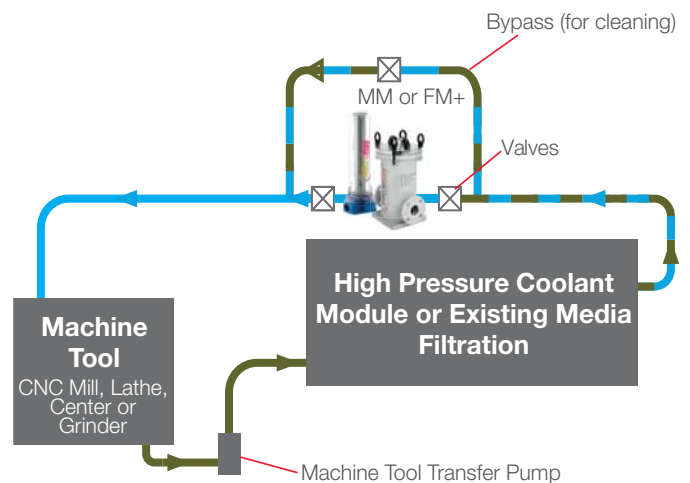 Bypass (for cleaning)
MM or FM+
Valves
High Pressure Coolant
Module or Existing Media
Filtration
Machine
Tool
CNC Mill, Lathe,
Center or
Grinder
Machine Tool Transfer Pump